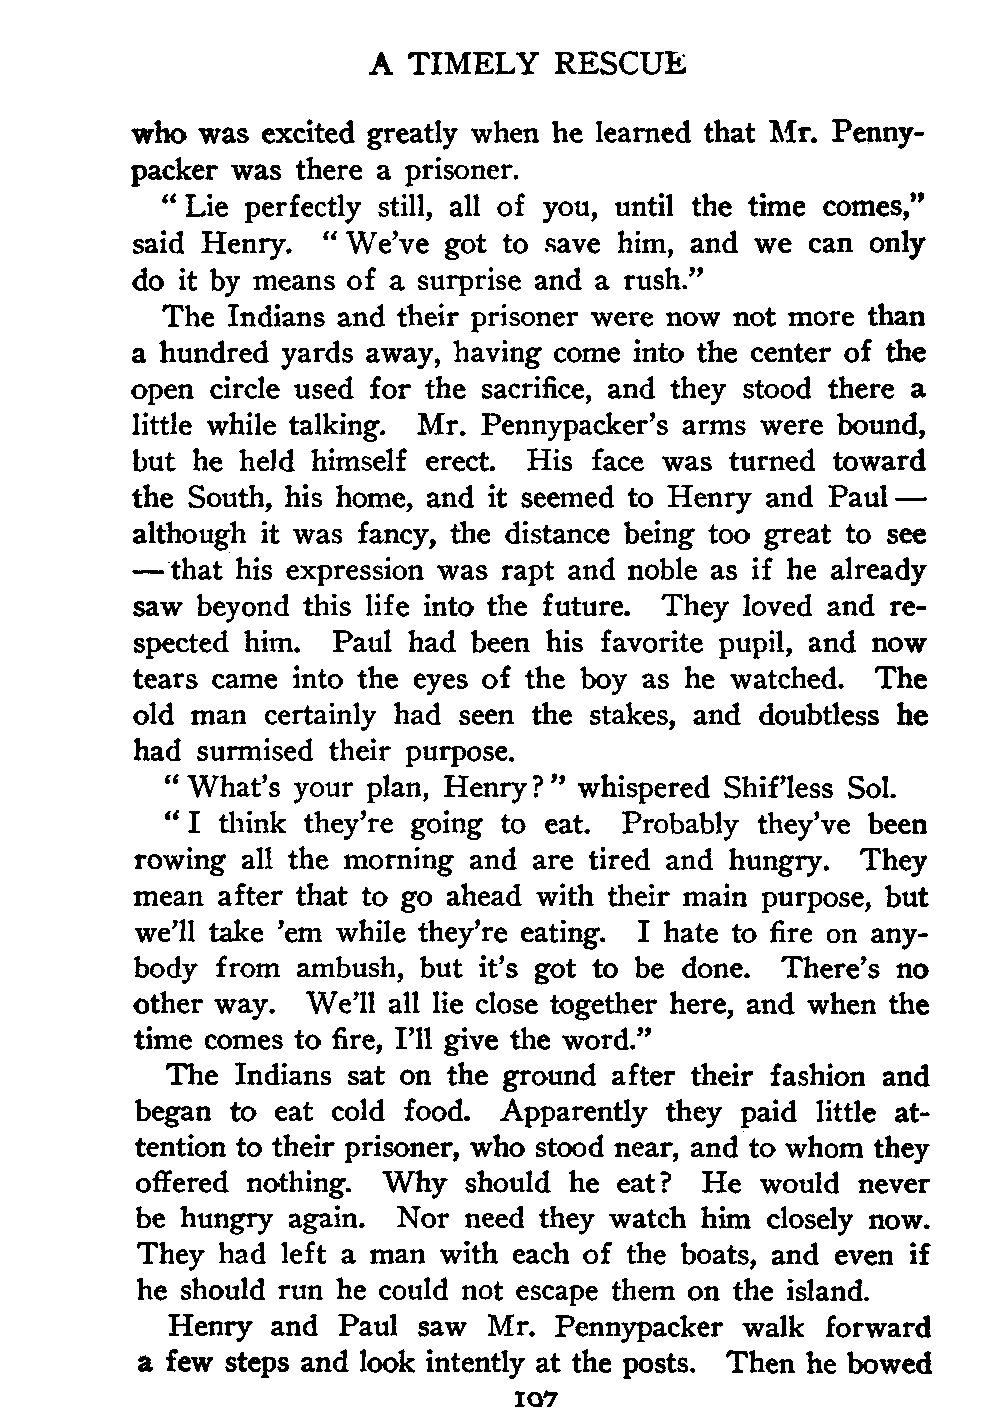 A TIMELY RESCUE
who was excited greatly when he learned that Mr. Penny-
packer was there a prisoner.
“Lie perfectly still, all of you, until the time comes,”
said Henry. “We’ve got to save him, and we can only
do it by means of a surprise and a rush.”
The Indians and their prisoner were now not more than
a hundred yards away, having come into the center of the
open circle used for the sacrifice, and they stood there a
little while talking. Mr. Pennypacker’s arms were bound,
but he held himself erect. His face was turned toward
the South, his home, and it seemed to Henry and Paul—
although it was fancy, the distance being too great to see
—that his expression was rapt and noble as if he already
saw beyond this life into the future. They loved and re-
spected him. Paul had been his favorite pupil, and now
tears came into the eyes of the boy as he watched. The
old man certainly had seen the stakes, and doubtless he
had surmised their purpose.
“What’s your plan, Henry?” whispered Shif’less Sol.
“I think they’re going to eat. Probably they’ve been
rowing all the morning and are tired and hungry. They
mean after that to go ahead with their main purpose, but
we’ll take ’em while they’re eating. I hate to fire on any-
body from ambush, but it’s got to be done. There’s no
other way. We’ll all lie close together here, and when the
time comes to fire, I’ll give the word.”
The Indians sat on the ground after their fashion and
began to eat cold food. Apparently they paid little at-
tention to their prisoner, who stood near, and to whom they
offered nothing. Why should he eat? He would never
be hungry again. Nor need they watch him closely now.
They had left a man with each of the boats, and even if
he should run he could not escape them on the island.
Henry and Paul saw Mr. Pennypacker walk forward
a few steps and look intently at the posts. Then he bowed
197